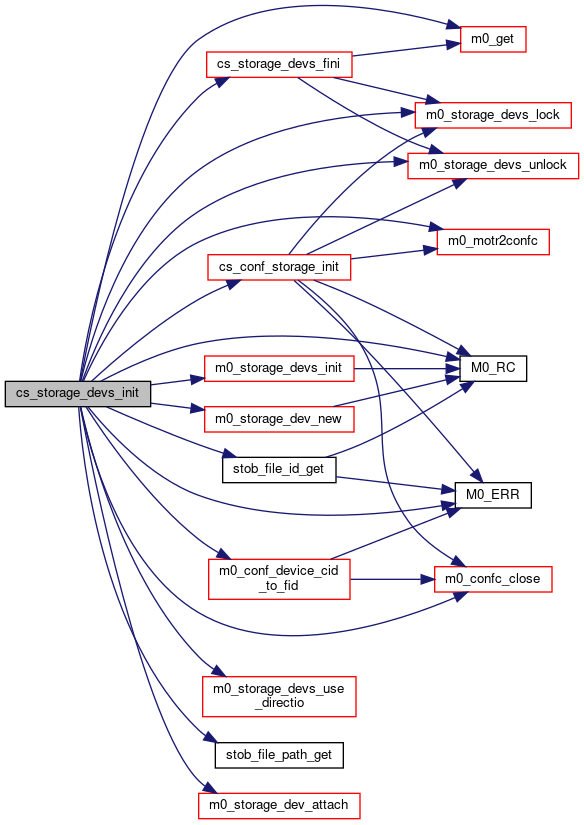 m0_get
cs_storage_devs_fini
m0_storage_devs_lock
m0_storage_devs_unlock
m0_motr2confc
cs_conf_storage_init
m0_storage_devs_init
M0_RC
cs_storage_devs_init
m0_storage_dev_new
stob_file_id_get
M0_ERR
m0_conf_device_cid
_to_fid
m0_confc_close
m0_storage_devs_use
_directio
stob_file_path_get
m0_storage_dev_attach